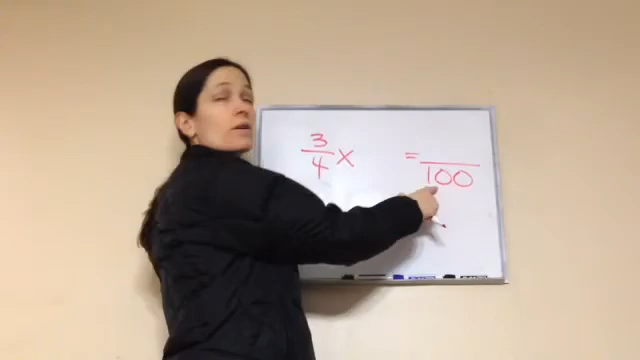 3/4 x = /100